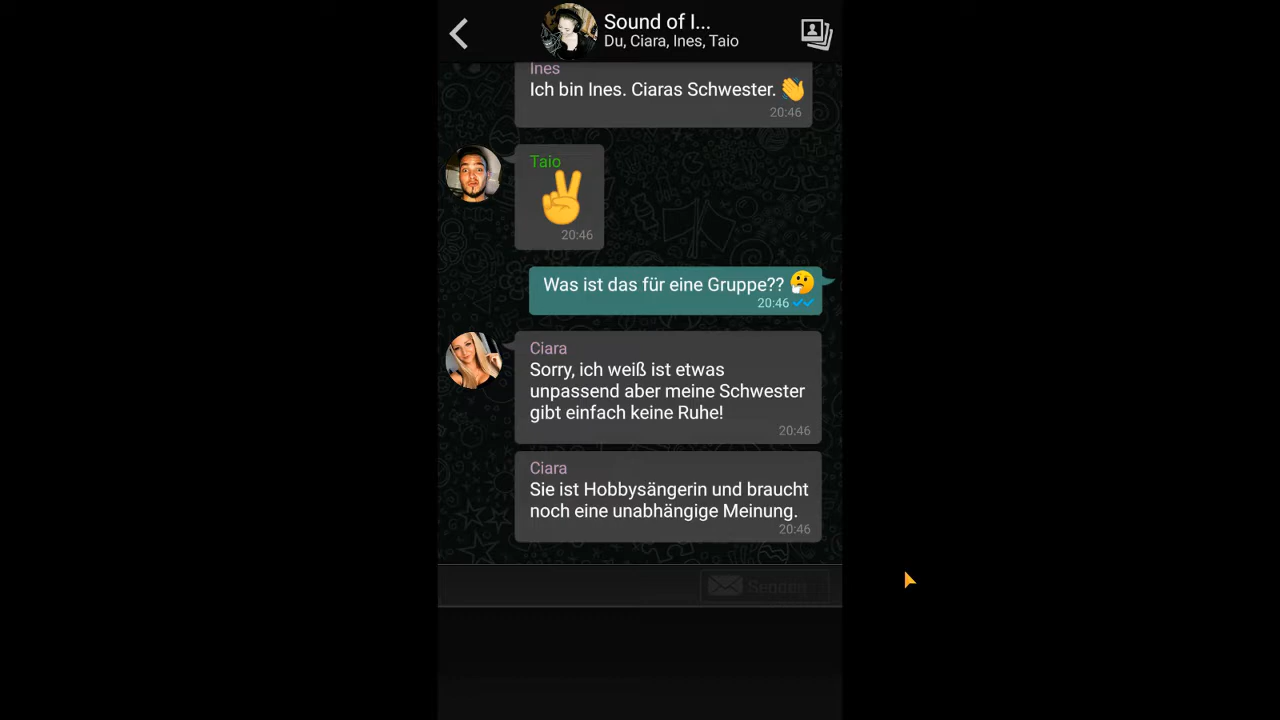 Sound of I...
Du, Ciara, Ines, Taio
Ines
Ich bin Ines. Ciaras Schwester. 👋
20:46
Taio
✌️
20:46
Was ist das für eine Gruppe?? 🤔
20:46
Ciara
Sorry, ich weiß ist etwas
unpassend aber meine Schwester
gibt einfach keine Ruhe!
20:46
Ciara
Sie ist Hobbysängerin und braucht
noch eine unabhängige Meinung.
20:46
Senden